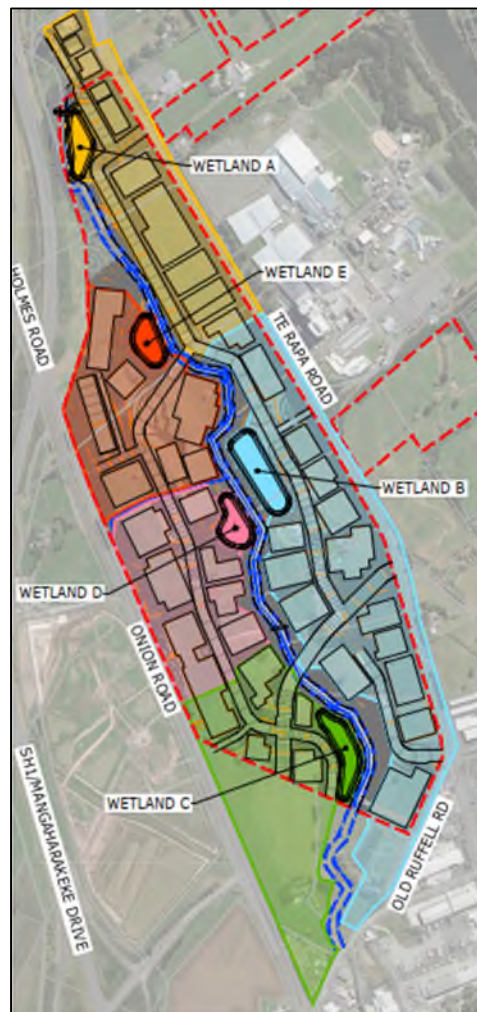 WETLAND A
WETLAND E
HOLMES ROAD
TE RAPA ROAD
WETLAND B
WETLAND D
ONION ROAD
WETLAND C
SH1/MANGAHARAKEKE DRIVE
OLD RUFFELL RD